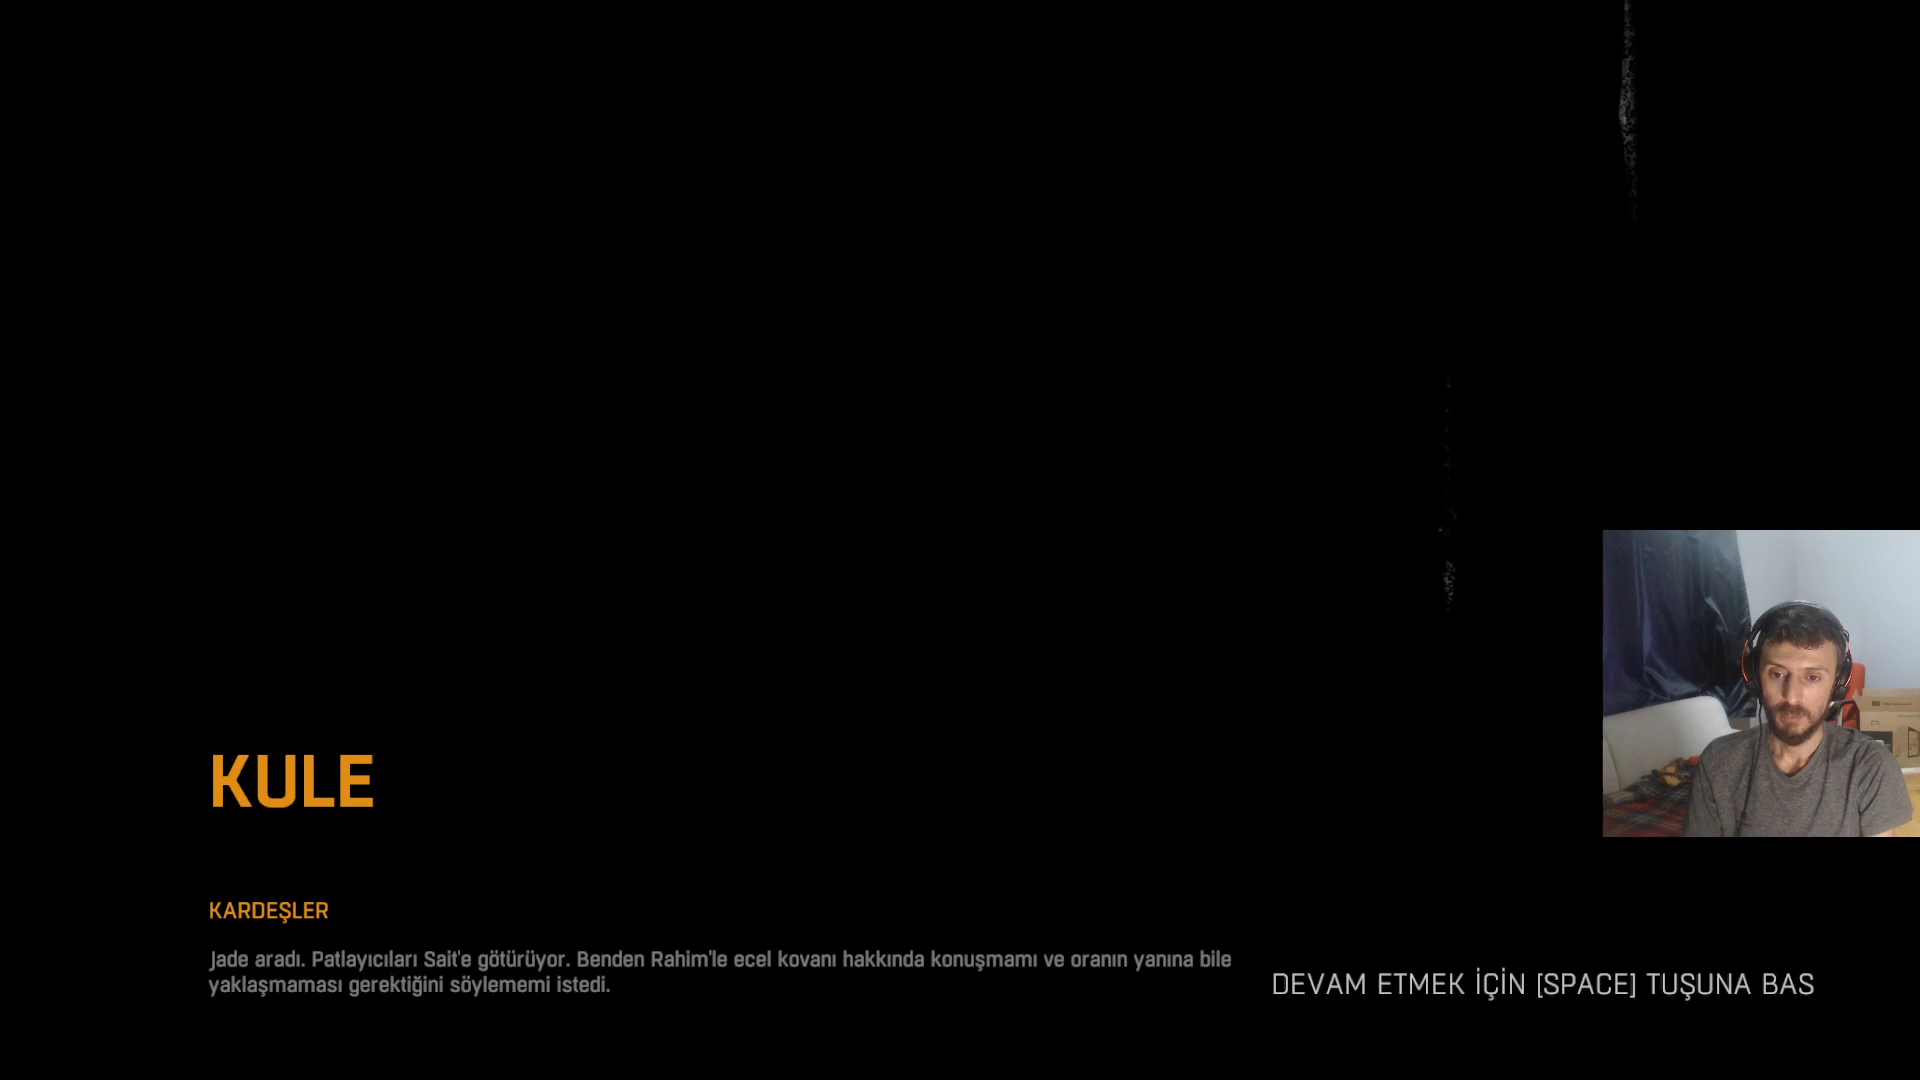 KULE
KARDEŞLER
Jade aradı. Patlayıcıları Sait'e götürüyor. Benden Rahim'le ecel kovanı hakkında konuşmamı ve oranın yanına bile
yaklaşmaması gerektiğini söylememi istedi.
DEVAM ETMEK İÇİN [SPACE] TUŞUNA BAS